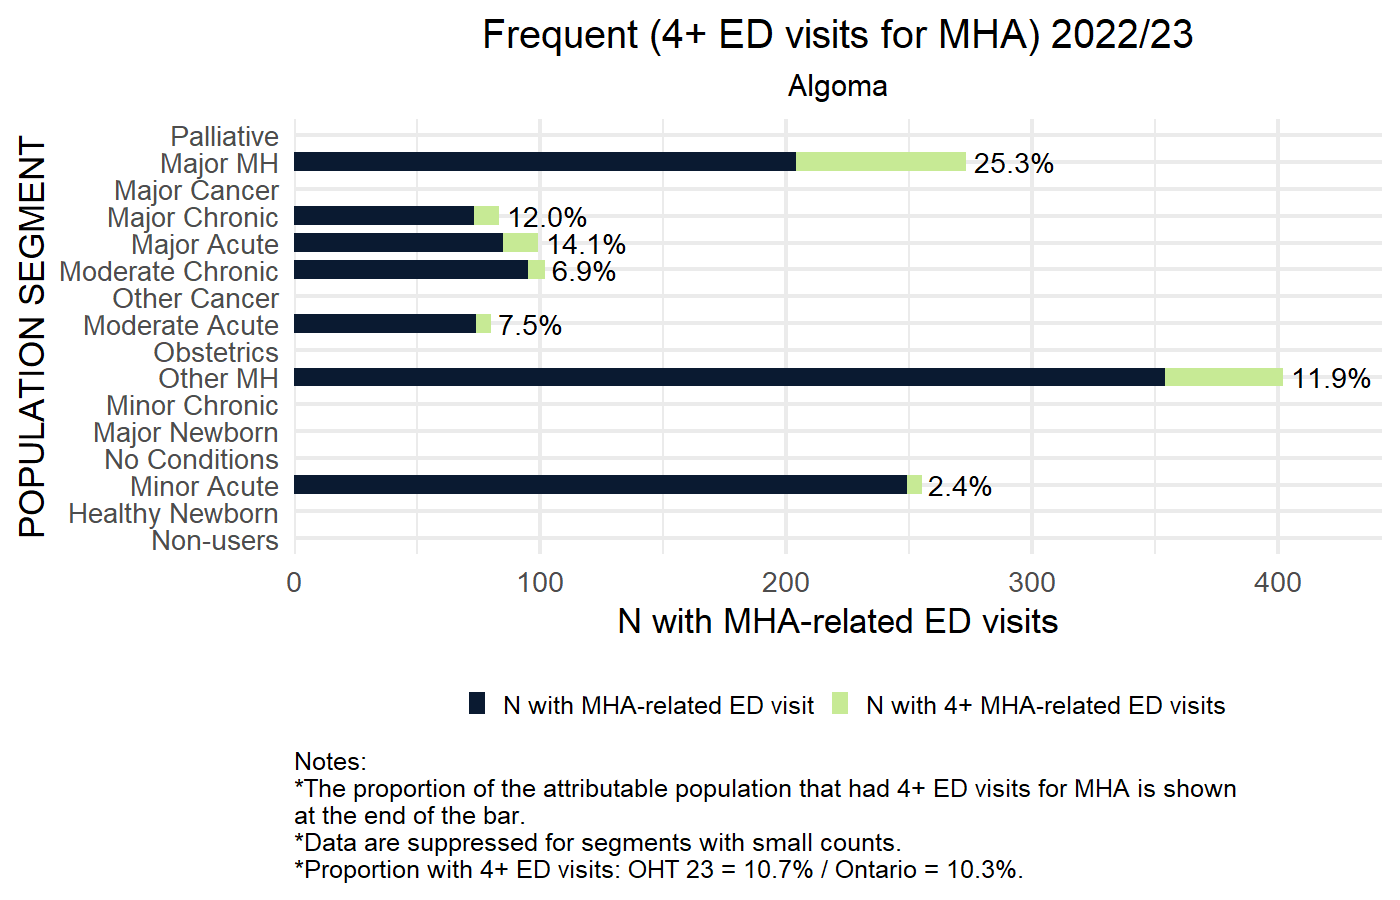 Frequent (4+ ED visits for MHA) 2022/23
Algoma
POPULATION SEGMENT
Palliative
Major MH 25.3%
Major Cancer
Major Chronic 12.0%
Major Acute 14.1%
Moderate Chronic 6.9%
Other Cancer
Moderate Acute 7.5%
Obstetrics
Other MH 11.9%
Minor Chronic
Major Newborn
No Conditions
Minor Acute 2.4%
Healthy Newborn
Non-users
0 100 200 300 400
N with MHA-related ED visits
N with MHA-related ED visit N with 4+ MHA-related ED visits
Notes:
*The proportion of the attributable population that had 4+ ED visits for MHA is shown
at the end of the bar.
*Data are suppressed for segments with small counts.
*Proportion with 4+ ED visits: OHT 23 = 10.7% / Ontario = 10.3%.